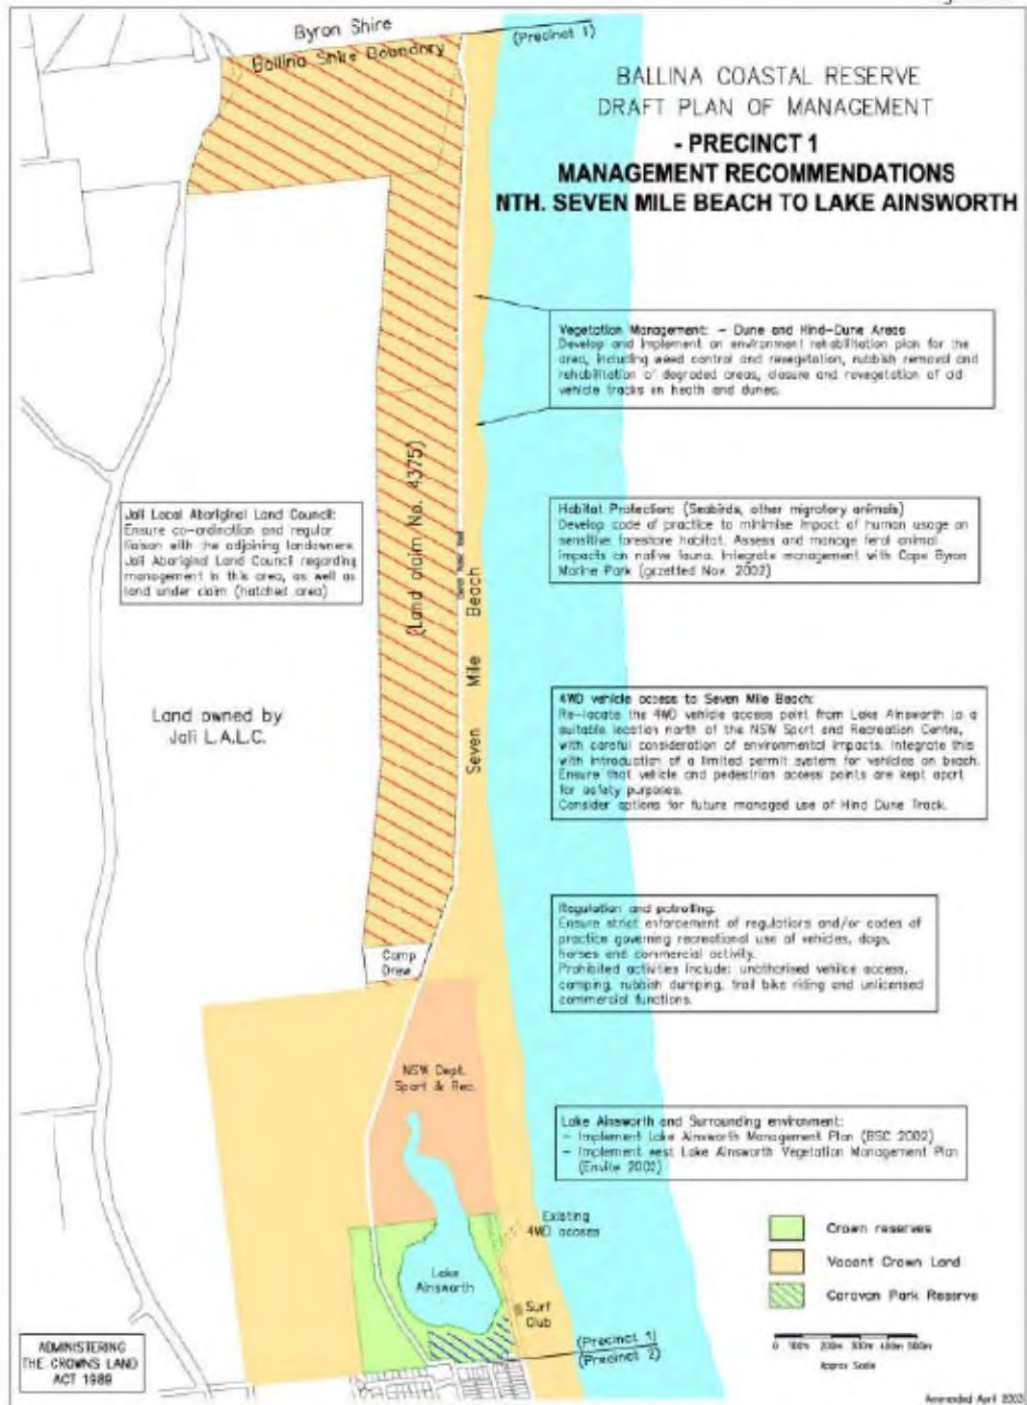 Byron Shire
Ballina Shire Boundary
(Precinct 1)
BALLINA COASTAL RESERVE
DRAFT PLAN OF MANAGEMENT
- PRECINCT 1
MANAGEMENT RECOMMENDATIONS
NTH. SEVEN MILE BEACH TO LAKE AINSWORTH
Vegetation Management: - Dune and Hind-Dune Areas
Develop and implement an environment rehabilitation plan for the
area, including weed control and revegetation, rubbish removal and
rehabilitation of degraded areas, closure and revegetation of old
vehicle tracks in heath and dunes.
Jali Local Aboriginal Land Council:
Ensure co-ordination and regular
liaison with the adjoining landowners
Jali Aboriginal Land Council regarding
management in this area, as well as
land under claim (hatched area)
(Land claim No. 4375)
Seven Mile Beach
Habitat Protection: (Seabirds, other migratory animals)
Develop code of practice to minimise impact of human usage on
sensitive foreshore habitat. Assess and manage feral animal
impacts on native fauna. Integrate management with Cape Byron
Marine Park (gazetted Nov. 2002)
Land owned by
Jali L.A.L.C.
4WD vehicle access to Seven Mile Beach:
Re-locate the 4WD vehicle access point from Lake Ainsworth to a
suitable location north of the NSW Sport and Recreation Centre,
with careful consideration of environmental impacts. Integrate this
with introduction of a limited permit system for vehicles on beach.
Ensure that vehicle and pedestrian access points are kept apart
for safety purposes.
Consider options for future managed use of Hind Dune Track.
Regulation and patrolling:
Ensure strict enforcement of regulations and/or codes of
practice governing recreational use of vehicles, dogs,
horses and commercial activity.
Prohibited activities include: unathorised vehilce access,
camping, rubbish dumping, trail bike riding and unlicensed
commercial functions.
Camp
Drew
NSW Dept.
Sport & Rec.
Lake Ainsworth and Surrounding environment:
- Implement Lake Ainsworth Management Plan (BSC 2002)
- Implement west Lake Ainsworth Vegetation Management Plan
(Envite 2002)
Existing
4WD access
Lake
Ainsworth
Surf
Club
(Precinct 1)
(Precinct 2)
Crown reserves
Vacant Crown Land
Caravan Park Reserve
0 100m 200m 300m 400m 500m
Approx Scale
ADMINISTERING
THE CROWNS LAND
ACT 1989
Ammended April 2003